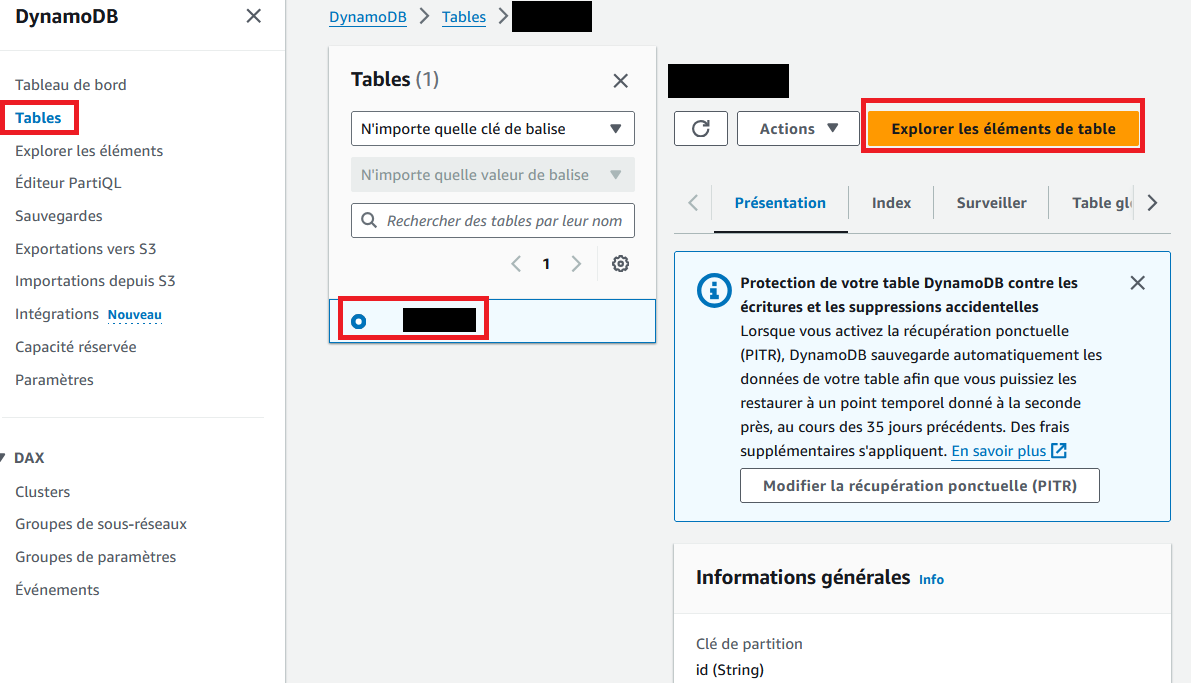 DynamoDB
Tableau de bord
Tables
Explorer les éléments
Éditeur PartiQL
Sauvegardes
Exportations vers S3
Importations depuis S3
Intégrations Nouveau
Capacité réservée
Paramètres
DAX
Clusters
Groupes de sous-réseaux
Groupes de paramètres
Événements
DynamoDB Tables
Tables (1)
N'importe quelle clé de balise
N'importe quelle valeur de balise
Rechercher des tables par leur nom
1
Actions
Explorer les éléments de table
Présentation Index Surveiller Table gl
Protection de votre table DynamoDB contre les
écritures et les suppressions accidentelles
Lorsque vous activez la récupération ponctuelle
(PITR), DynamoDB sauvegarde automatiquement les
données de votre table afin que vous puissiez les
restaurer à un point temporel donné à la seconde
près, au cours des 35 jours précédents. Des frais
supplémentaires s'appliquent. En savoir plus
Modifier la récupération ponctuelle (PITR)
Informations générales Info
Clé de partition
id (String)